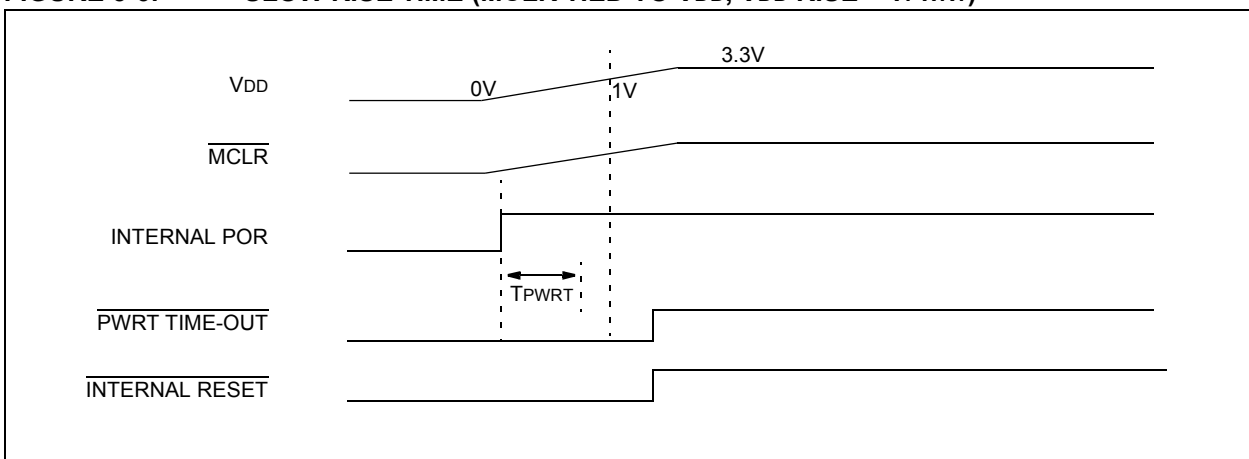 3.3V
VDD
0V
1V
MCLR
INTERNAL POR
TPWRT
PWRT TIME-OUT
INTERNAL RESET